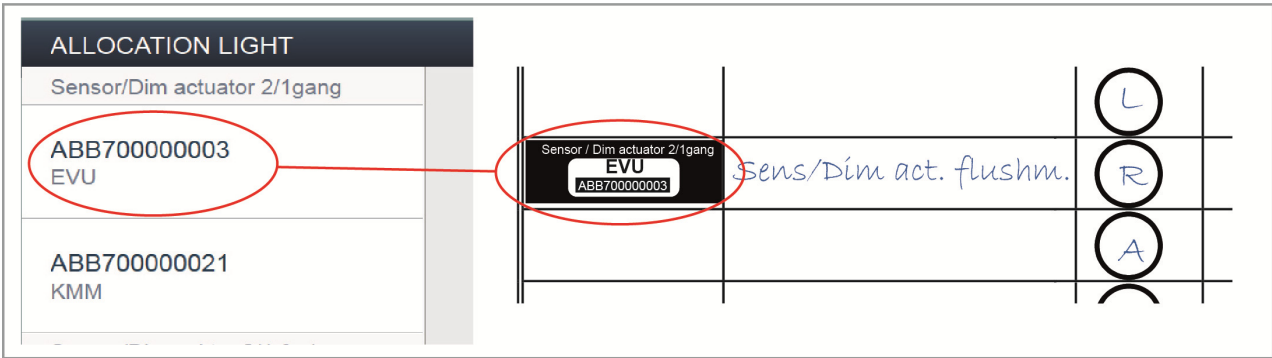 ALLOCATION LIGHT
Sensor/Dim actuator 2/1gang
ABB700000003
EVU
ABB700000021
KMM
L
Sensor / Dim actuator 2/1gang
EVU
ABB700000003
Sens/Dim act. flushm.
R
A